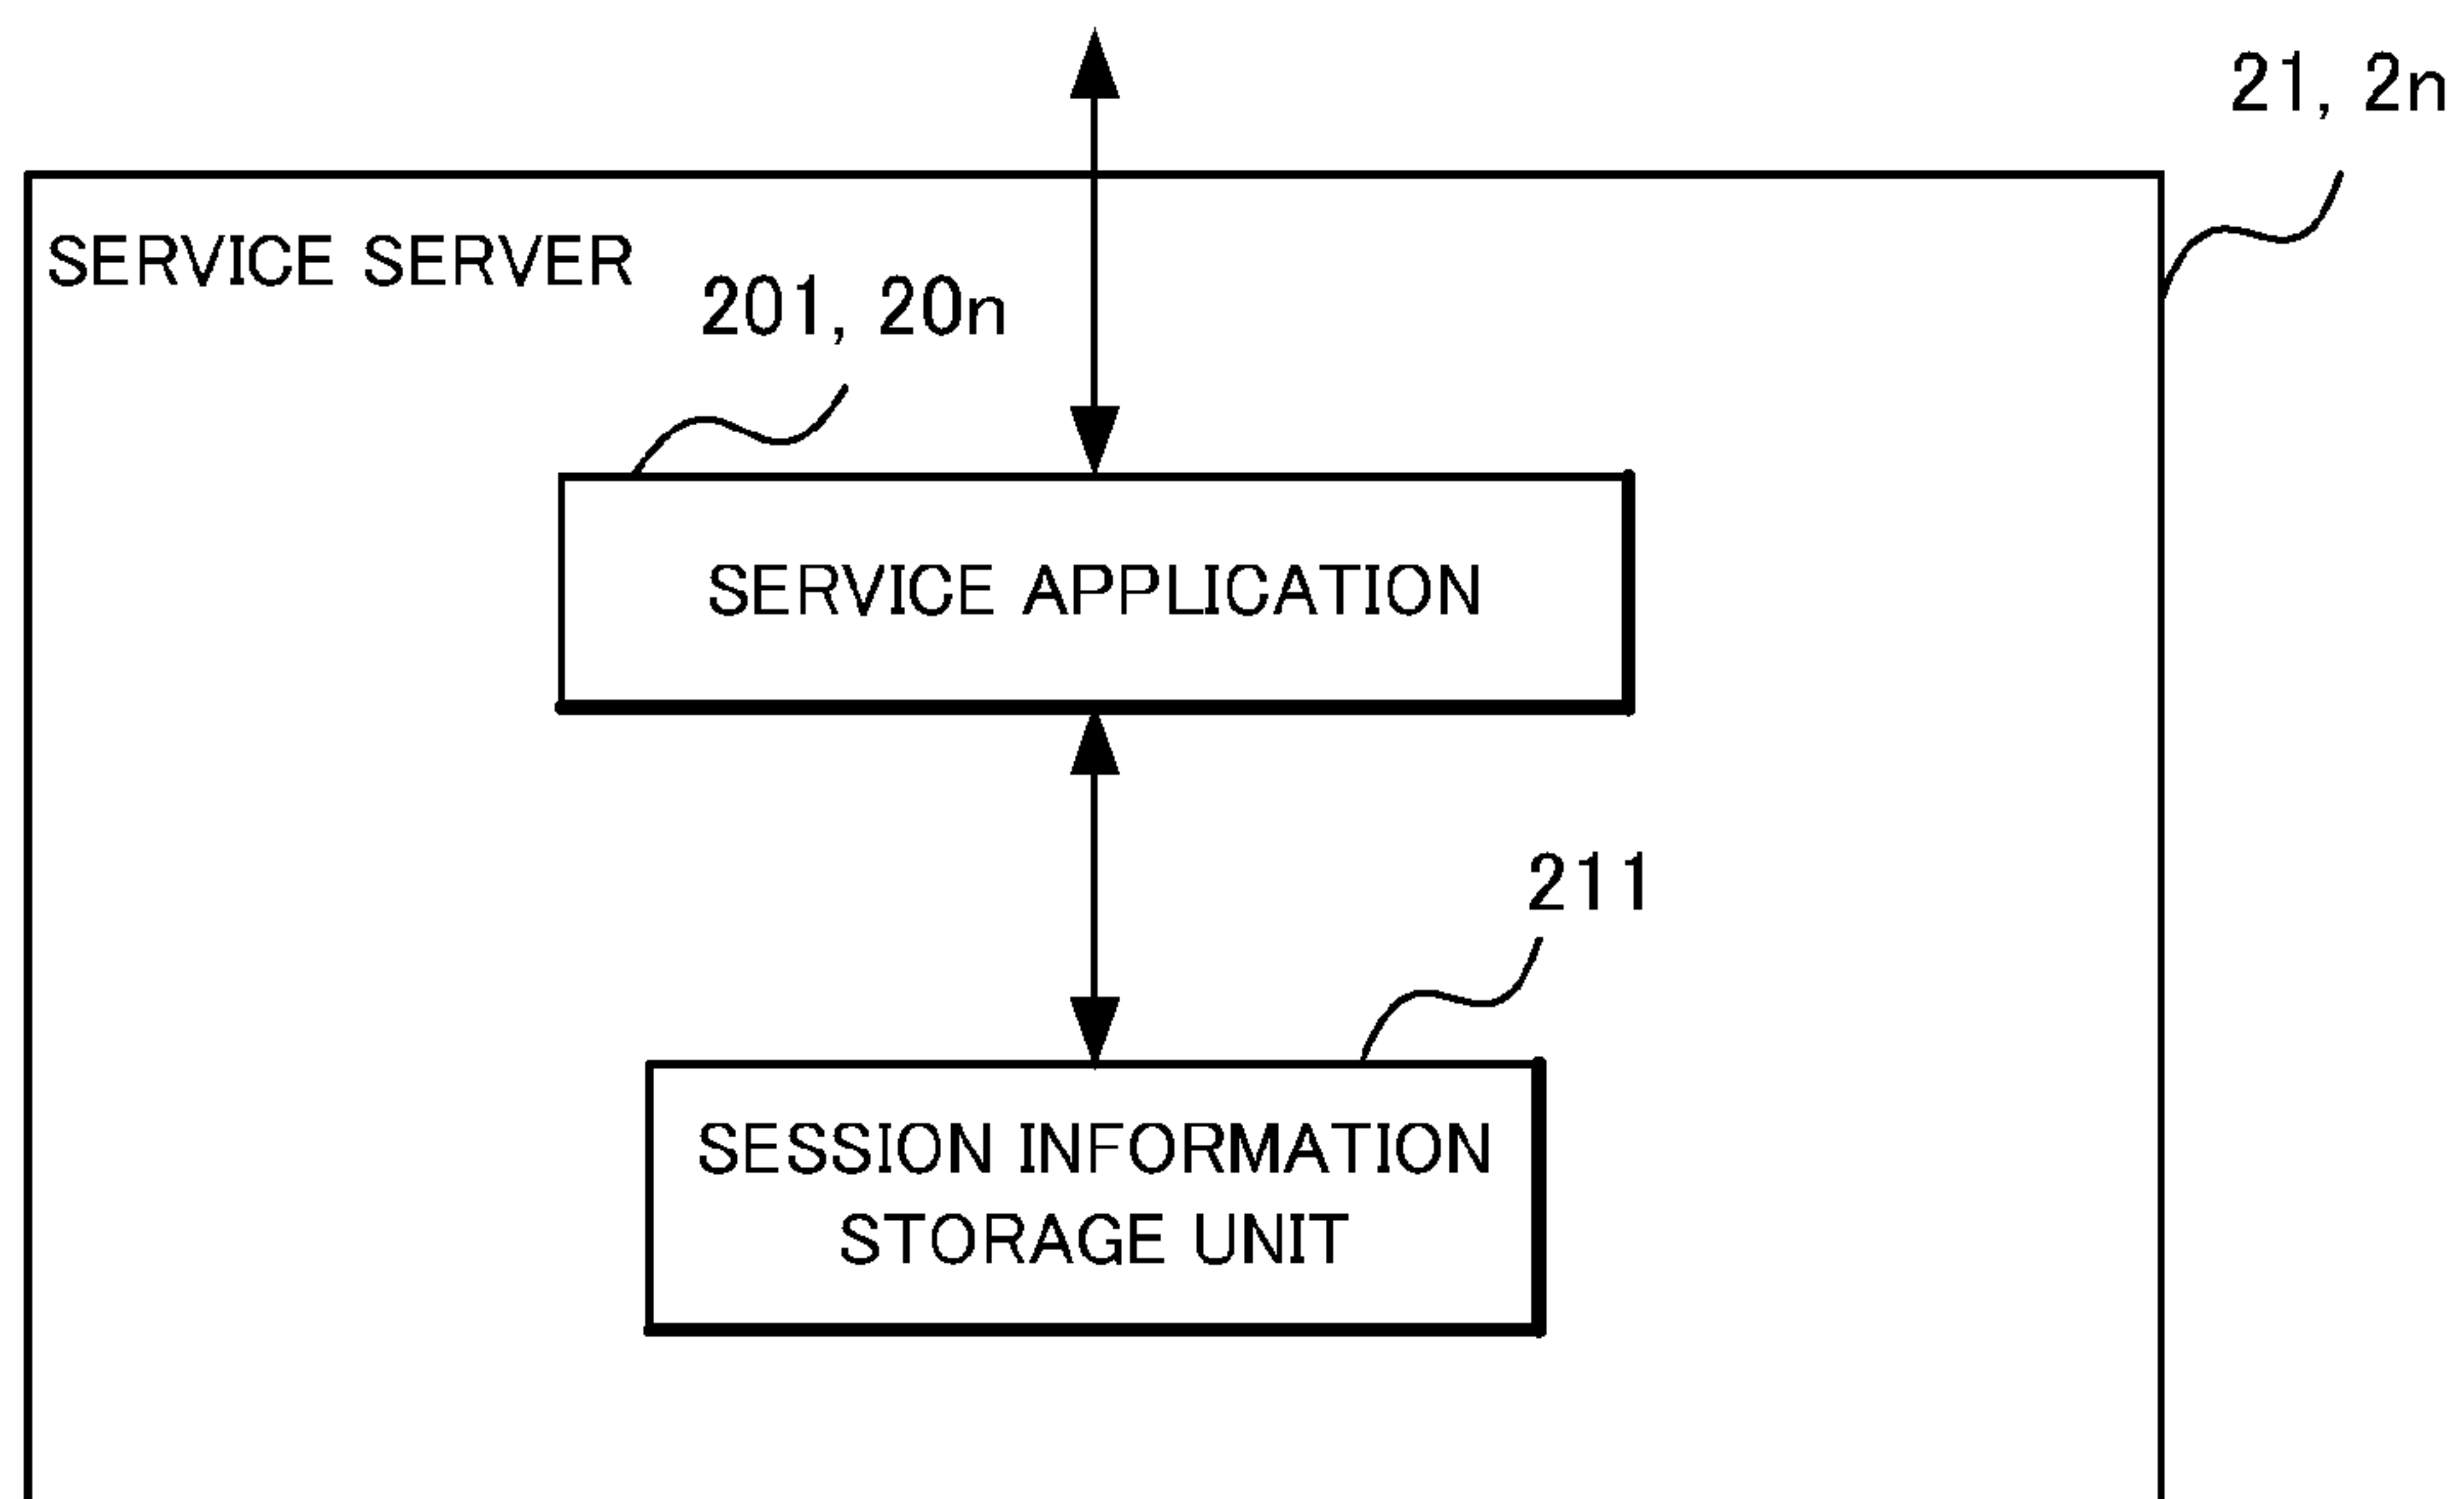 21, 2n
SERVICE SERVER
201, 20n
SERVICE APPLICATION
211
SESSION INFORMATION
STORAGE UNIT